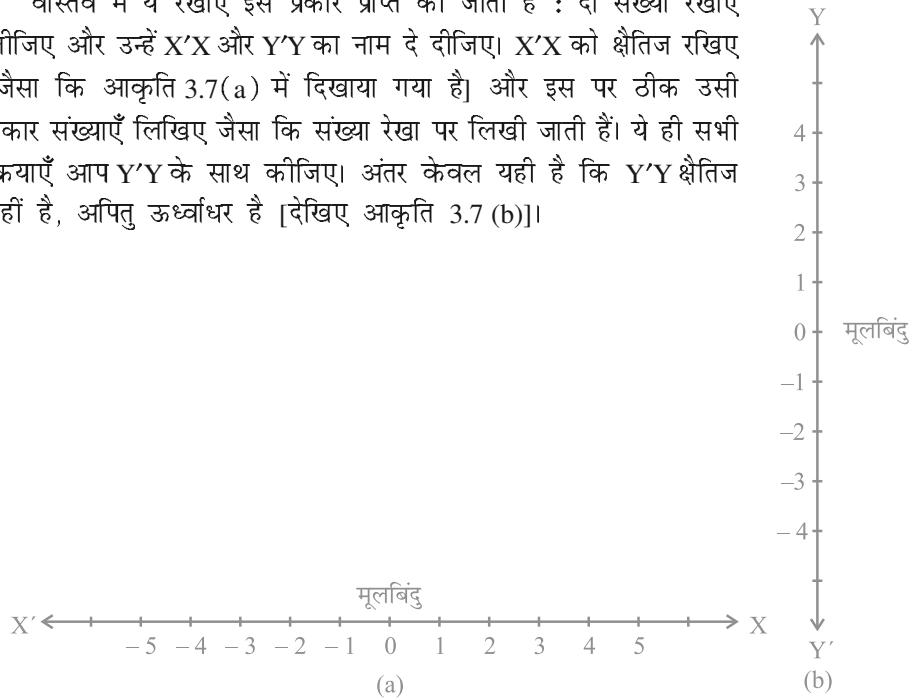 वास्तव में ये रेखाएँ इस प्रकार प्राप्त की जाती हैं : दो संख्या रेखाएँ
लीजिए और उन्हें X′X और Y′Y का नाम दे दीजिए। X′X को क्षैतिज रखिए
जैसा कि आकृति 3.7(a) में दिखाया गया है] और इस पर ठीक उसी
कार संख्याएँ लिखिए जैसा कि संख्या रेखा पर लिखी जाती हैं। ये ही सभी
क्रियाएँ आप Y′Y के साथ कीजिए। अंतर केवल यही है कि Y′Y क्षैतिज
हीं है, अपितु ऊर्ध्वाधर है [देखिए आकृति 3.7 (b)]।
Y
4
3
2
1
0 मूलबिंदु
–1
–2
–3
– 4
Y′
(b)
मूलबिंदु
X′ X
– 5 – 4 – 3 – 2 – 1 0 1 2 3 4 5
(a)